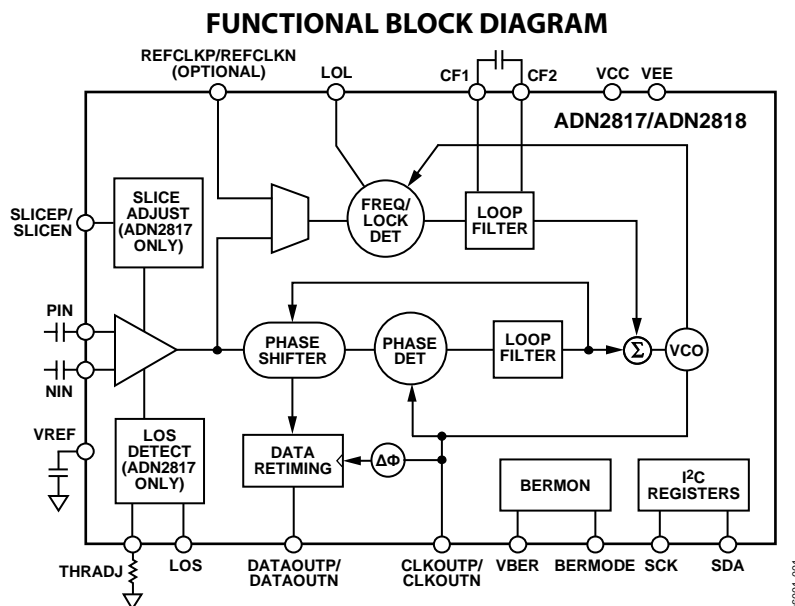 FUNCTIONAL BLOCK DIAGRAM
REFCLKP/REFCLKN
(OPTIONAL)
LOL
CF1
CF2
VCC
VEE
ADN2817/ADN2818
SLICEP/
SLICEN
SLICE
ADJUST
(ADN2817
ONLY)
FREQ/
LOCK
DET
LOOP
FILTER
PIN
NIN
PHASE
SHIFTER
PHASE
DET
LOOP
FILTER
Σ
VCO
VREF
LOS
DETECT
(ADN2817
ONLY)
DATA
RETIMING
ΔΦ
BERMON
I2C
REGISTERS
THRADJ
LOS
DATAOUTP/
DATAOUTN
CLKOUTP/
CLKOUTN
VBER
BERMODE
SCK
SDA